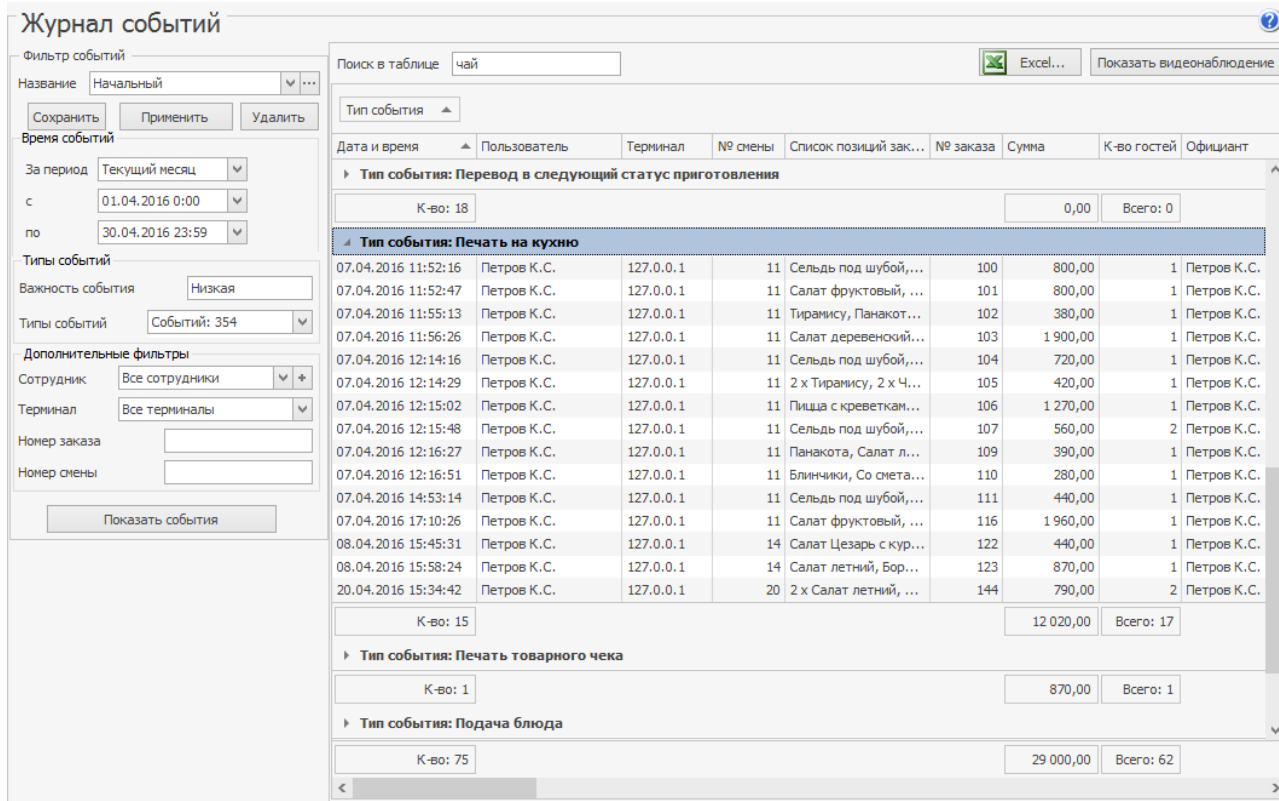 Журнал событий
Фильтр событий
Название Начальный
Сохранить Применить Удалить
Время событий
За период Текущий месяц
с 01.04.2016 0:00
по 30.04.2016 23:59
Типы событий
Важность события Низкая
Типы событий Событий: 354
Дополнительные фильтры
Сотрудник Все сотрудники
Терминал Все терминалы
Номер заказа
Номер смены
Показать события
Поиск в таблице чай Excel... Показать видеонаблюдение
Тип события
Дата и время Пользователь Терминал № смены Список позиций зак... № заказа Сумма К-во гостей Официант
Тип события: Перевод в следующий статус приготовления
К-во: 18 0,00 Всего: 0
Тип события: Печать на кухню
07.04.2016 11:52:16 Петров К.С. 127.0.0.1 11 Сельдь под шубой,... 100 800,00 1 Петров К.С.
07.04.2016 11:52:47 Петров К.С. 127.0.0.1 11 Салат фруктовый, ... 101 800,00 1 Петров К.С.
07.04.2016 11:55:13 Петров К.С. 127.0.0.1 11 Тирамису, Панакот... 102 380,00 1 Петров К.С.
07.04.2016 11:56:26 Петров К.С. 127.0.0.1 11 Салат деревенский... 103 1 900,00 1 Петров К.С.
07.04.2016 12:14:16 Петров К.С. 127.0.0.1 11 Сельдь под шубой,... 104 720,00 1 Петров К.С.
07.04.2016 12:14:29 Петров К.С. 127.0.0.1 11 2 x Тирамису, 2 x Ч... 105 420,00 1 Петров К.С.
07.04.2016 12:15:02 Петров К.С. 127.0.0.1 11 Пицца с креветкам... 106 1 270,00 1 Петров К.С.
07.04.2016 12:15:48 Петров К.С. 127.0.0.1 11 Сельдь под шубой,... 107 560,00 2 Петров К.С.
07.04.2016 12:16:27 Петров К.С. 127.0.0.1 11 Панакота, Салат л... 109 390,00 1 Петров К.С.
07.04.2016 12:16:51 Петров К.С. 127.0.0.1 11 Блинчики, Со смета... 110 280,00 1 Петров К.С.
07.04.2016 14:53:14 Петров К.С. 127.0.0.1 11 Сельдь под шубой,... 111 440,00 1 Петров К.С.
07.04.2016 17:10:26 Петров К.С. 127.0.0.1 11 Салат фруктовый, ... 116 1 960,00 1 Петров К.С.
08.04.2016 15:45:31 Петров К.С. 127.0.0.1 14 Салат Цезарь с кур... 122 440,00 1 Петров К.С.
08.04.2016 15:58:24 Петров К.С. 127.0.0.1 14 Салат летний, Бор... 123 870,00 1 Петров К.С.
20.04.2016 15:34:42 Петров К.С. 127.0.0.1 20 2 x Салат летний, ... 144 790,00 2 Петров К.С.
К-во: 15 12 020,00 Всего: 17
Тип события: Печать товарного чека
К-во: 1 870,00 Всего: 1
Тип события: Подача блюда
К-во: 75 29 000,00 Всего: 62